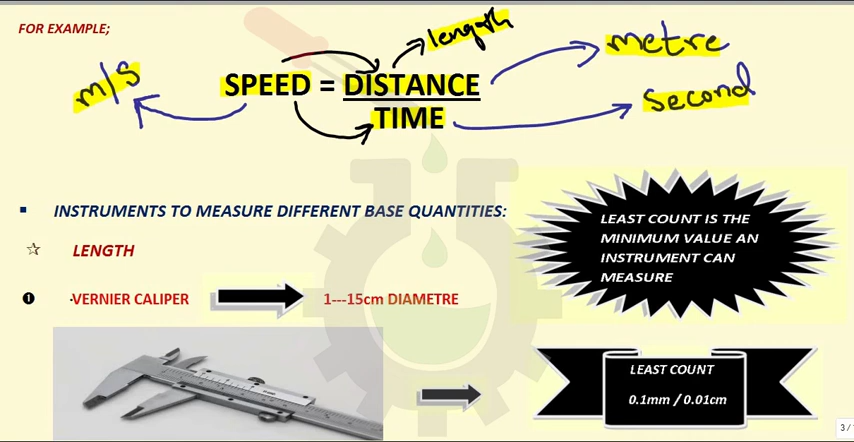 FOR EXAMPLE;
length
metre
m/s
SPEED = DISTANCE
TIME
second
▪ INSTRUMENTS TO MEASURE DIFFERENT BASE QUANTITIES:
☆ LENGTH
❶ -VERNIER CALIPER
1---15cm DIAMETRE
LEAST COUNT IS THE
MINIMUM VALUE AN
INSTRUMENT CAN
MEASURE
LEAST COUNT
0.1mm / 0.01cm
3 /